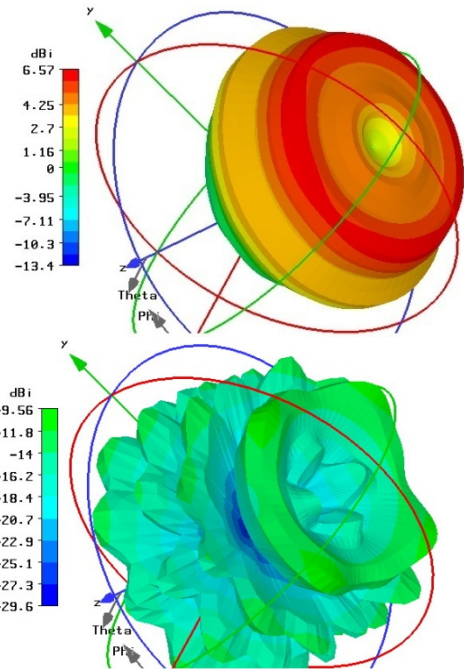 y
dBi
6.57
4.25
2.7
1.16
0
-3.95
-7.11
-10.3
-13.4
z
Theta
Phi
y
dBi
-9.56
-11.8
-14
-16.2
-18.4
-20.7
-22.9
-25.1
-27.3
-29.6
z
Theta
Phi